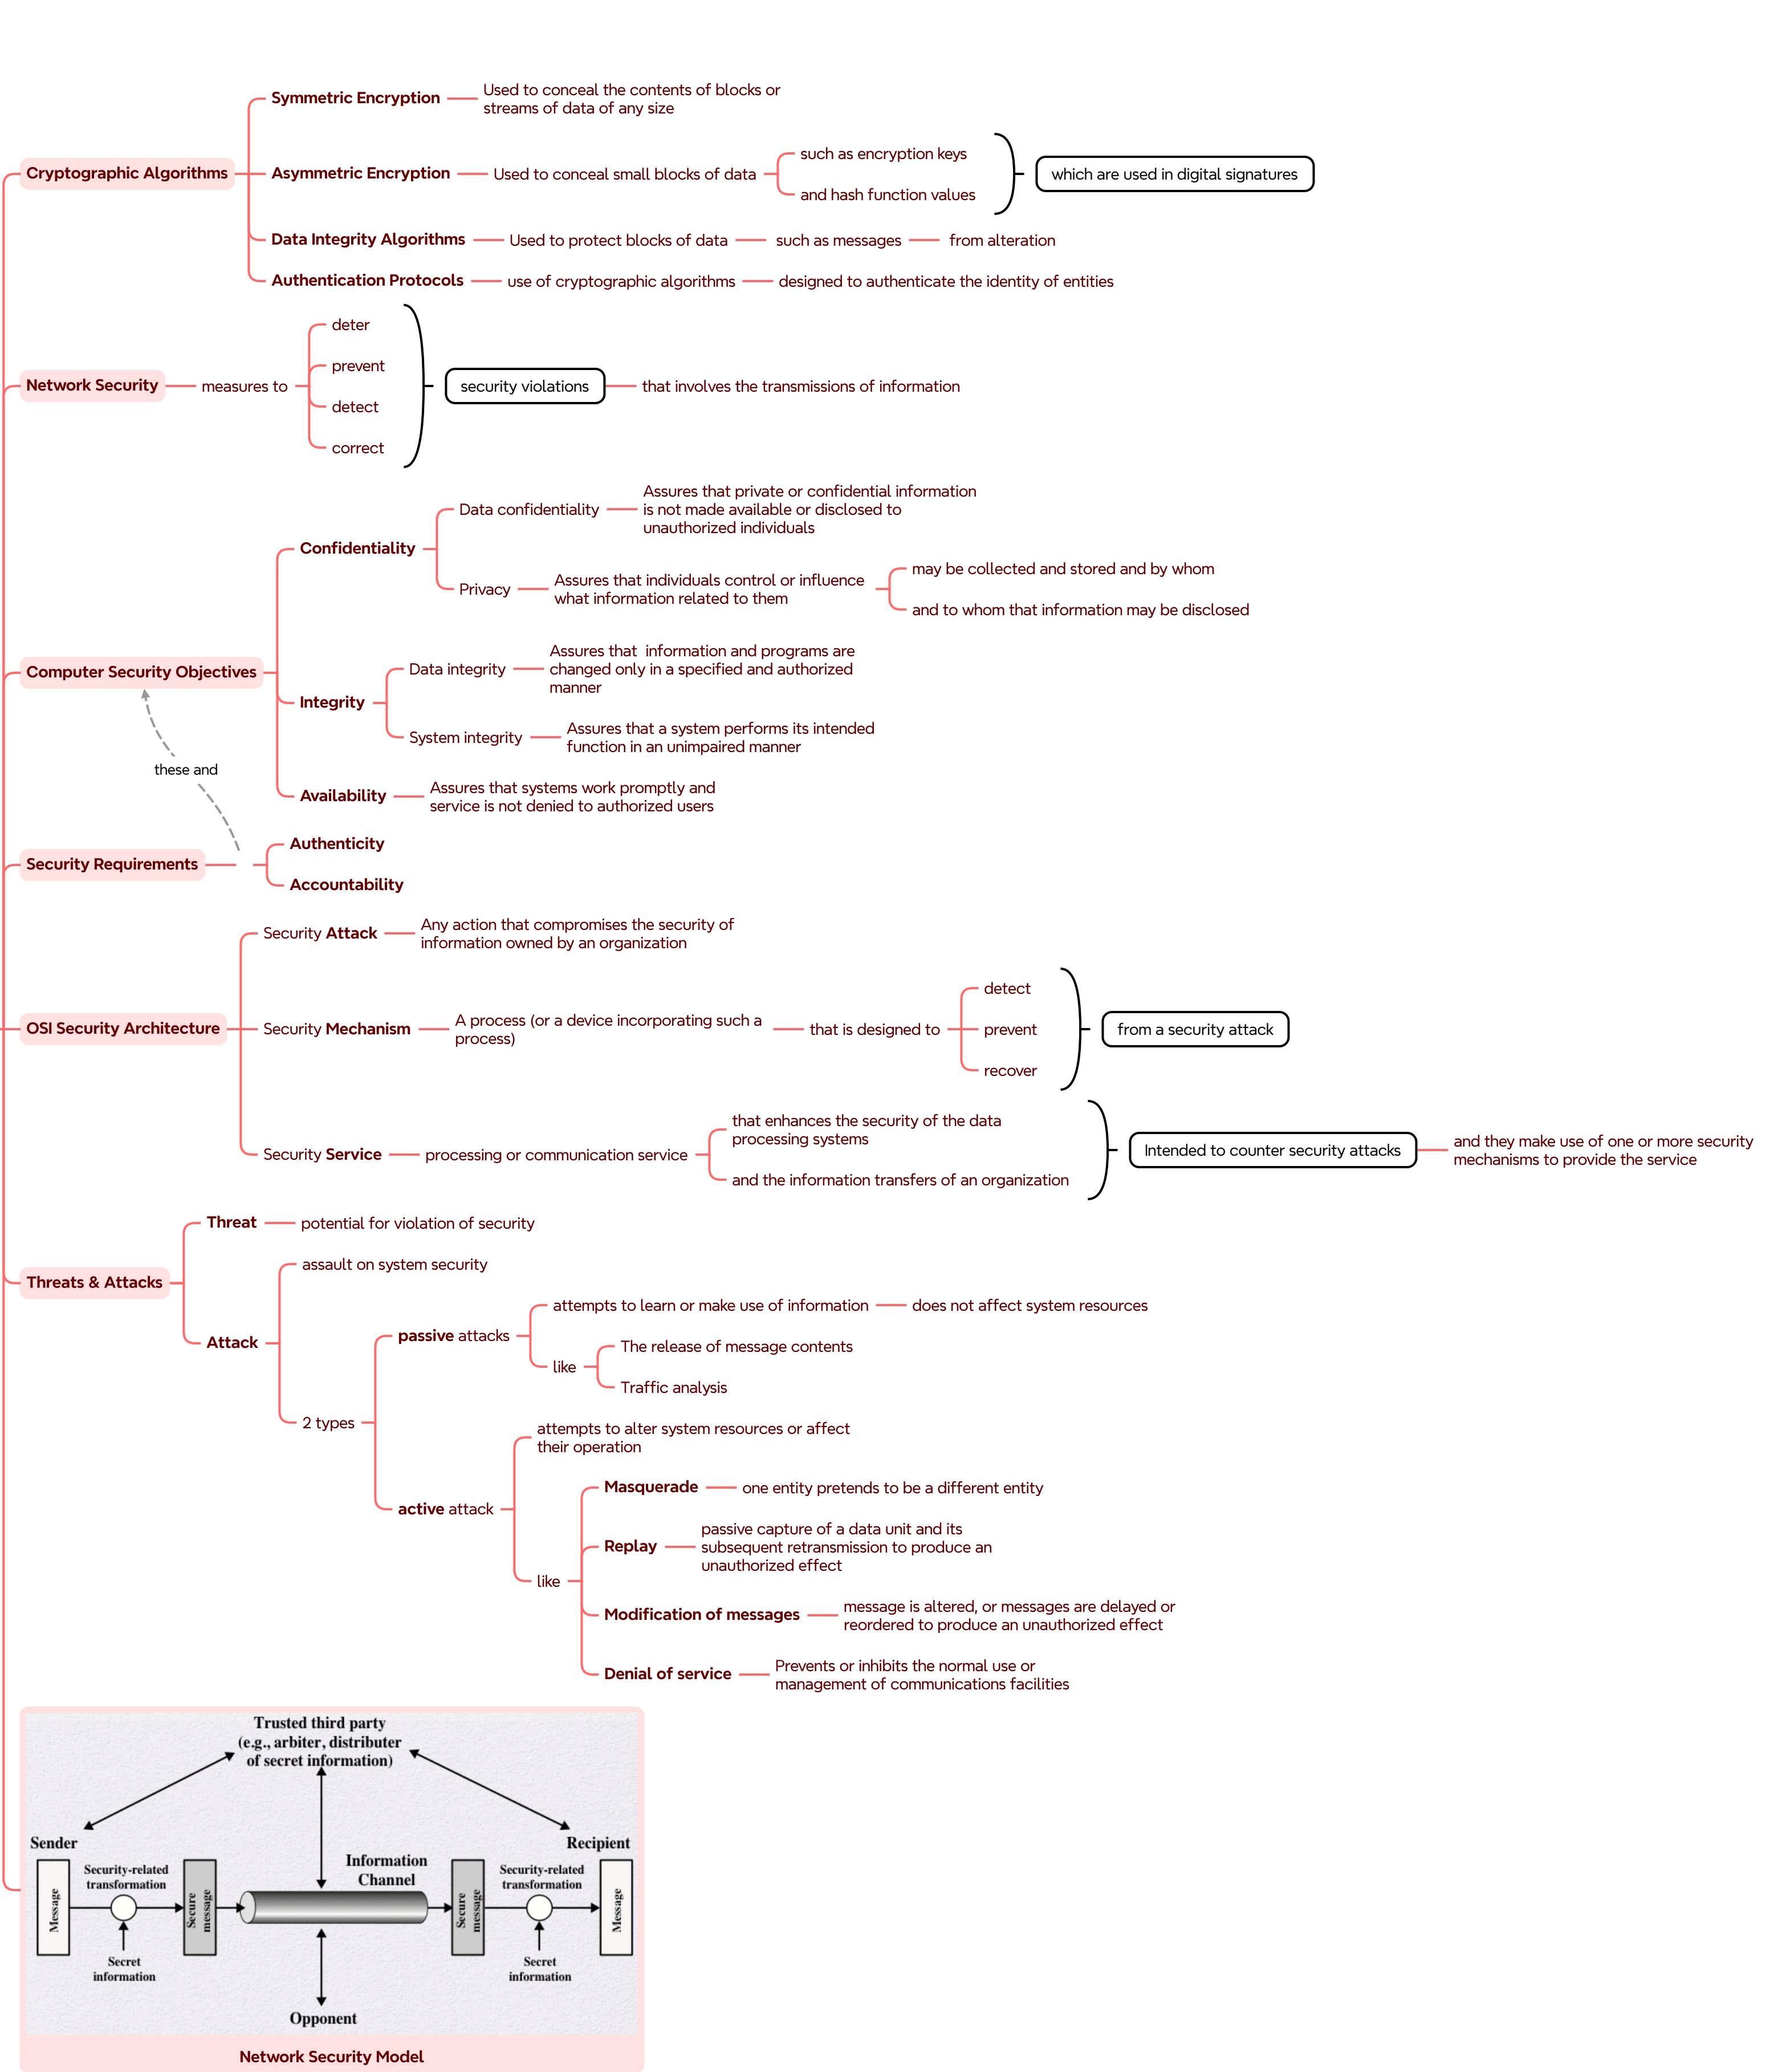 Cryptographic Algorithms
Symmetric Encryption
Used to conceal the contents of blocks or
streams of data of any size
Asymmetric Encryption
Used to conceal small blocks of data
such as encryption keys
and hash function values
which are used in digital signatures
Data Integrity Algorithms
Used to protect blocks of data
such as messages
from alteration
Authentication Protocols
use of cryptographic algorithms
designed to authenticate the identity of entities
Network Security
measures to
deter
prevent
detect
correct
security violations
that involves the transmissions of information
Computer Security Objectives
Confidentiality
Data confidentiality
Assures that private or confidential information
is not made available or disclosed to
unauthorized individuals
Privacy
Assures that individuals control or influence
what information related to them
may be collected and stored and by whom
and to whom that information may be disclosed
Integrity
Data integrity
Assures that  information and programs are
changed only in a specified and authorized
manner
System integrity
Assures that a system performs its intended
function in an unimpaired manner
Availability
Assures that systems work promptly and
service is not denied to authorized users
these and
Security Requirements
Authenticity
Accountability
OSI Security Architecture
Security Attack
Any action that compromises the security of
information owned by an organization
Security Mechanism
A process (or a device incorporating such a
process)
that is designed to
detect
prevent
recover
from a security attack
Security Service
processing or communication service
that enhances the security of the data
processing systems
and the information transfers of an organization
Intended to counter security attacks
and they make use of one or more security
mechanisms to provide the service
Threats & Attacks
Threat
potential for violation of security
Attack
assault on system security
2 types
passive attacks
attempts to learn or make use of information
does not affect system resources
like
The release of message contents
Traffic analysis
active attack
attempts to alter system resources or affect
their operation
like
Masquerade
one entity pretends to be a different entity
Replay
passive capture of a data unit and its
subsequent retransmission to produce an
unauthorized effect
Modification of messages
message is altered, or messages are delayed or
reordered to produce an unauthorized effect
Denial of service
Prevents or inhibits the normal use or
management of communications facilities
Trusted third party
(e.g., arbiter, distributer
of secret information)
Sender
Recipient
Message
Security-related
transformation
Secret
information
Secure
message
Information
Channel
Secure
message
Security-related
transformation
Secret
information
Message
Opponent
Network Security Model